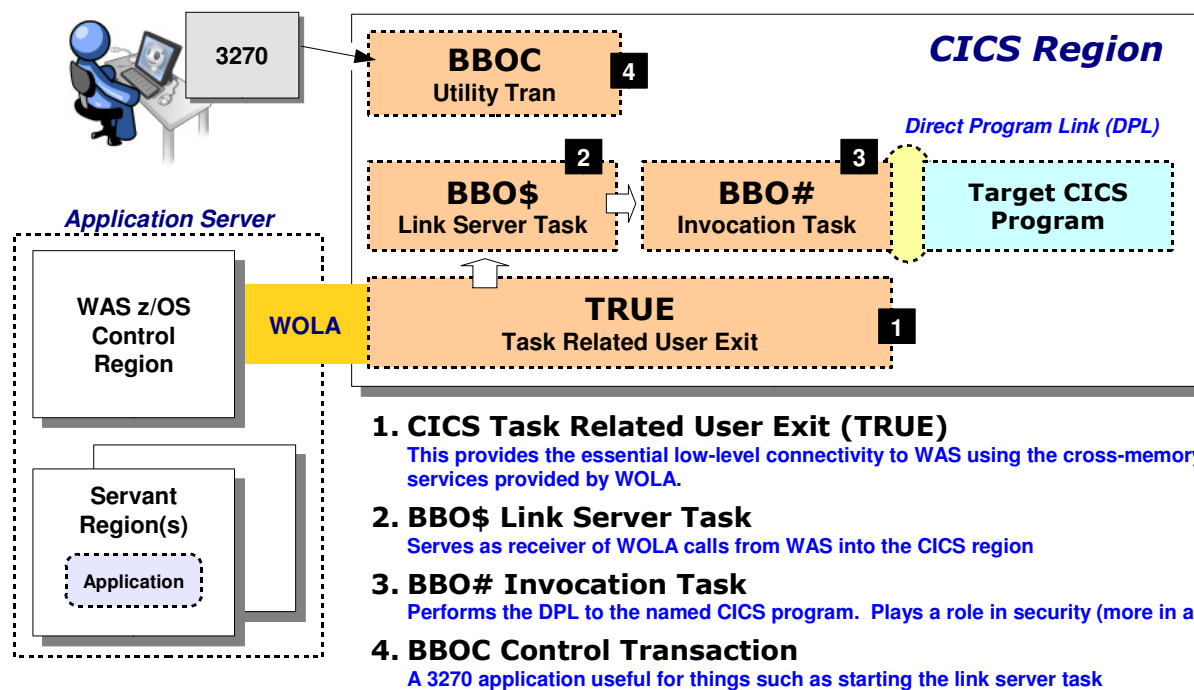 3270
BBOC
Utility Tran
4
CICS Region
Direct Program Link (DPL)
2
BBO$
Link Server Task
3
BBO#
Invocation Task
Target CICS
Program
Application Server
WAS z/OS
Control
Region
WOLA
TRUE
Task Related User Exit
1
Servant
Region(s)
Application
1. CICS Task Related User Exit (TRUE)
This provides the essential low-level connectivity to WAS using the cross-memory
services provided by WOLA.
2. BBO$ Link Server Task
Serves as receiver of WOLA calls from WAS into the CICS region
3. BBO# Invocation Task
Performs the DPL to the named CICS program. Plays a role in security (more in a
4. BBOC Control Transaction
A 3270 application useful for things such as starting the link server task